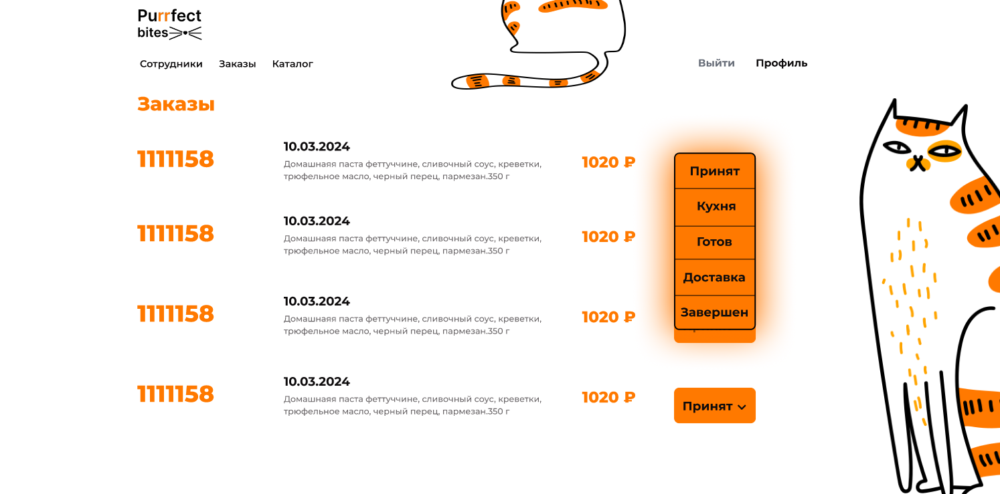 Purrfect
bites
Сотрудники Заказы Каталог
Выйти Профиль
Заказы
1111158
10.03.2024
Домашнаяя паста феттуччине, сливочный соус, креветки,
трюфельное масло, черный перец, пармезан.350 г
1020 ₽
1111158
10.03.2024
Домашнаяя паста феттуччине, сливочный соус, креветки,
трюфельное масло, черный перец, пармезан.350 г
1020 ₽
1111158
10.03.2024
Домашнаяя паста феттуччине, сливочный соус, креветки,
трюфельное масло, черный перец, пармезан.350 г
1020 ₽
1111158
10.03.2024
Домашнаяя паста феттуччине, сливочный соус, креветки,
трюфельное масло, черный перец, пармезан.350 г
1020 ₽
Принят
Кухня
Готов
Доставка
Завершен
Принят